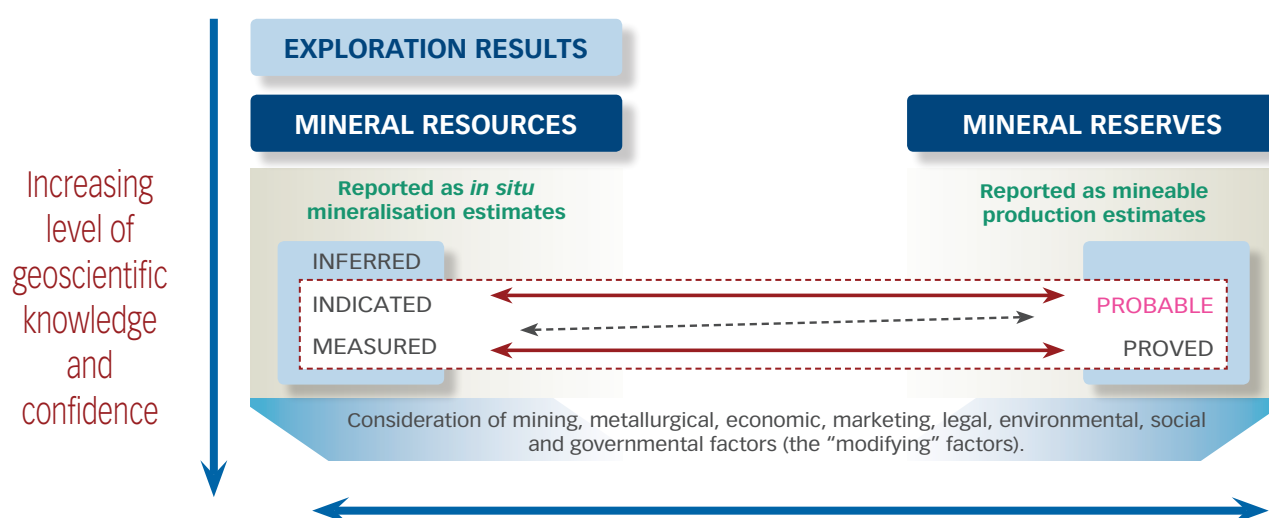 EXPLORATION RESULTS
MINERAL RESOURCES
MINERAL RESERVES
Increasing
level of
geoscientific
knowledge
and
confidence
Reported as in situ
mineralisation estimates
Reported as mineable
production estimates
INFERRED
INDICATED
MEASURED
PROBABLE
PROVED
Consideration of mining, metallurgical, economic, marketing, legal, environmental, social
and governmental factors (the “modifying” factors).